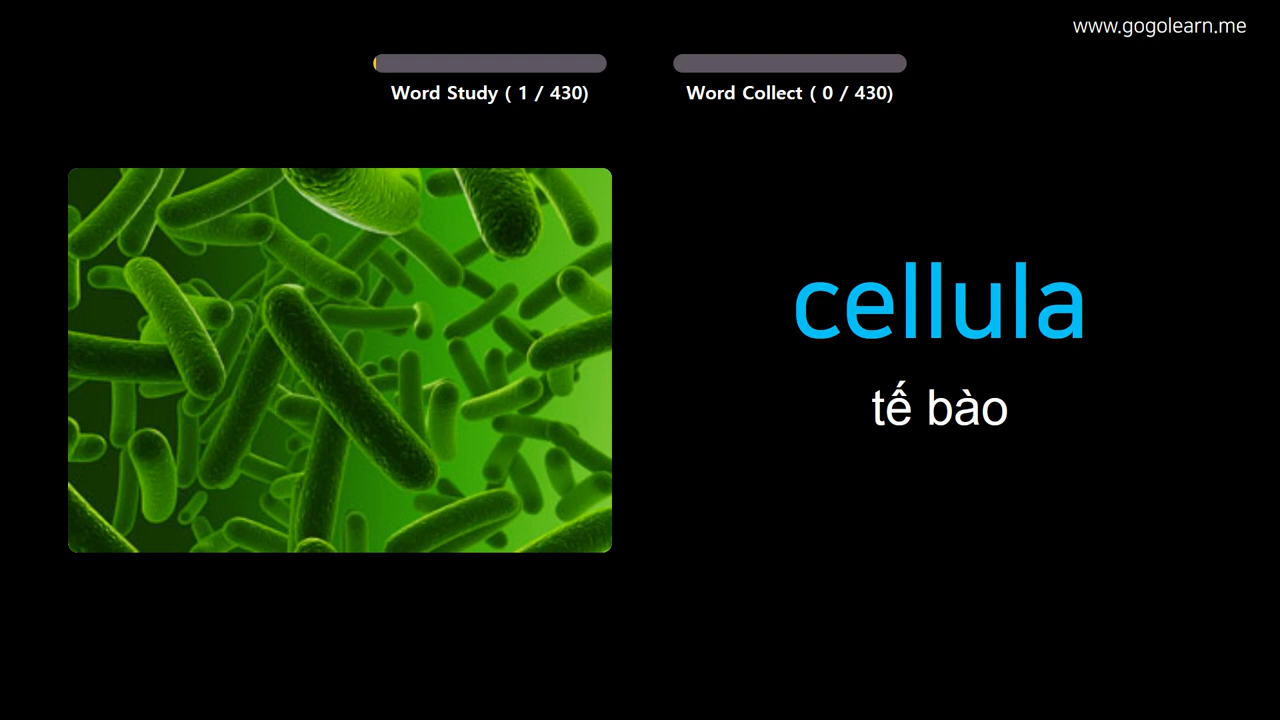 www.gogolearn.me
Word Study ( 1 / 430)
Word Collect ( 0 / 430)
cellula
tế bào